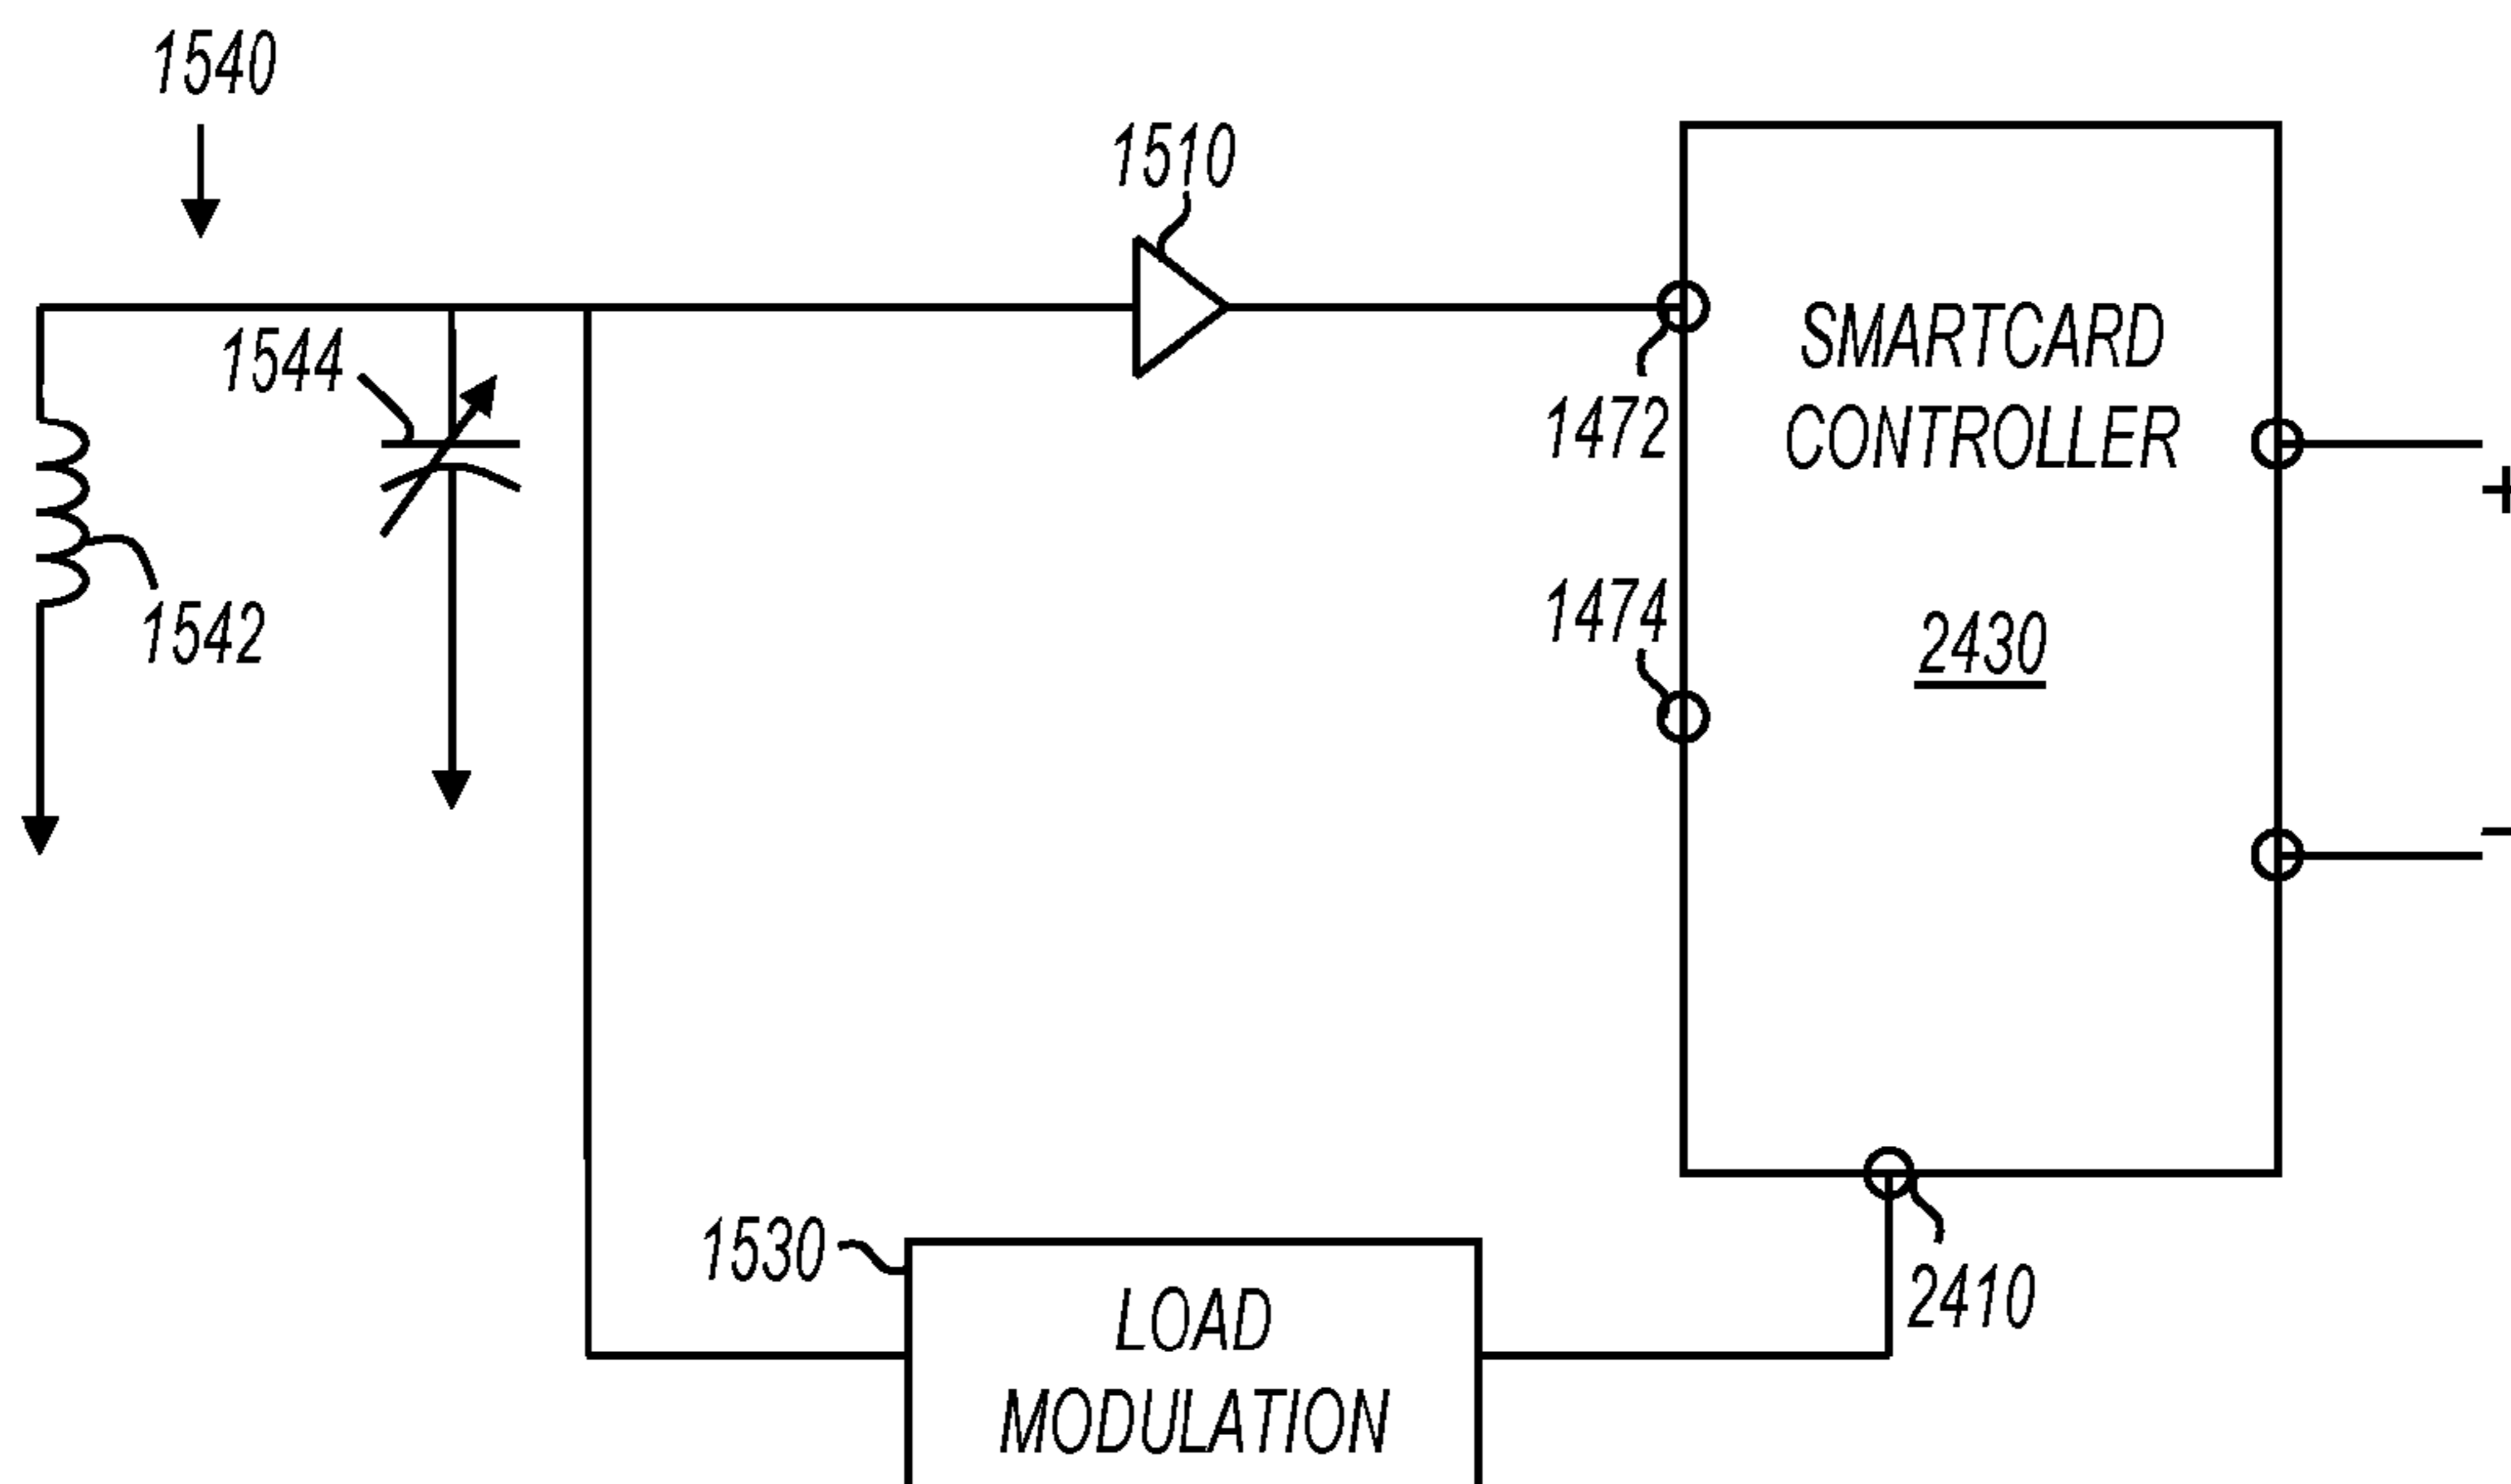 1540
1510
1544
1472
SMARTCARD
CONTROLLER
+
1474
1542
2430
–
1530
2410
LOAD
MODULATION